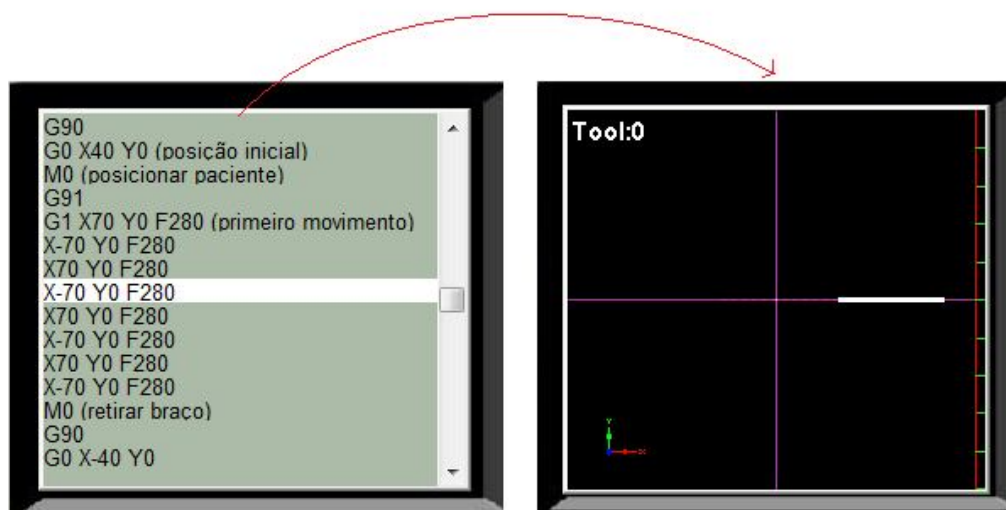 G90
G0 X40 Y0 (posição inicial)
M0 (posicionar paciente)
G91
G1 X70 Y0 F280 (primeiro movimento)
X-70 Y0 F280
X70 Y0 F280
X-70 Y0 F280
X70 Y0 F280
X-70 Y0 F280
X70 Y0 F280
X-70 Y0 F280
M0 (retirar braço)
G90
G0 X-40 Y0
Tool:0
Y